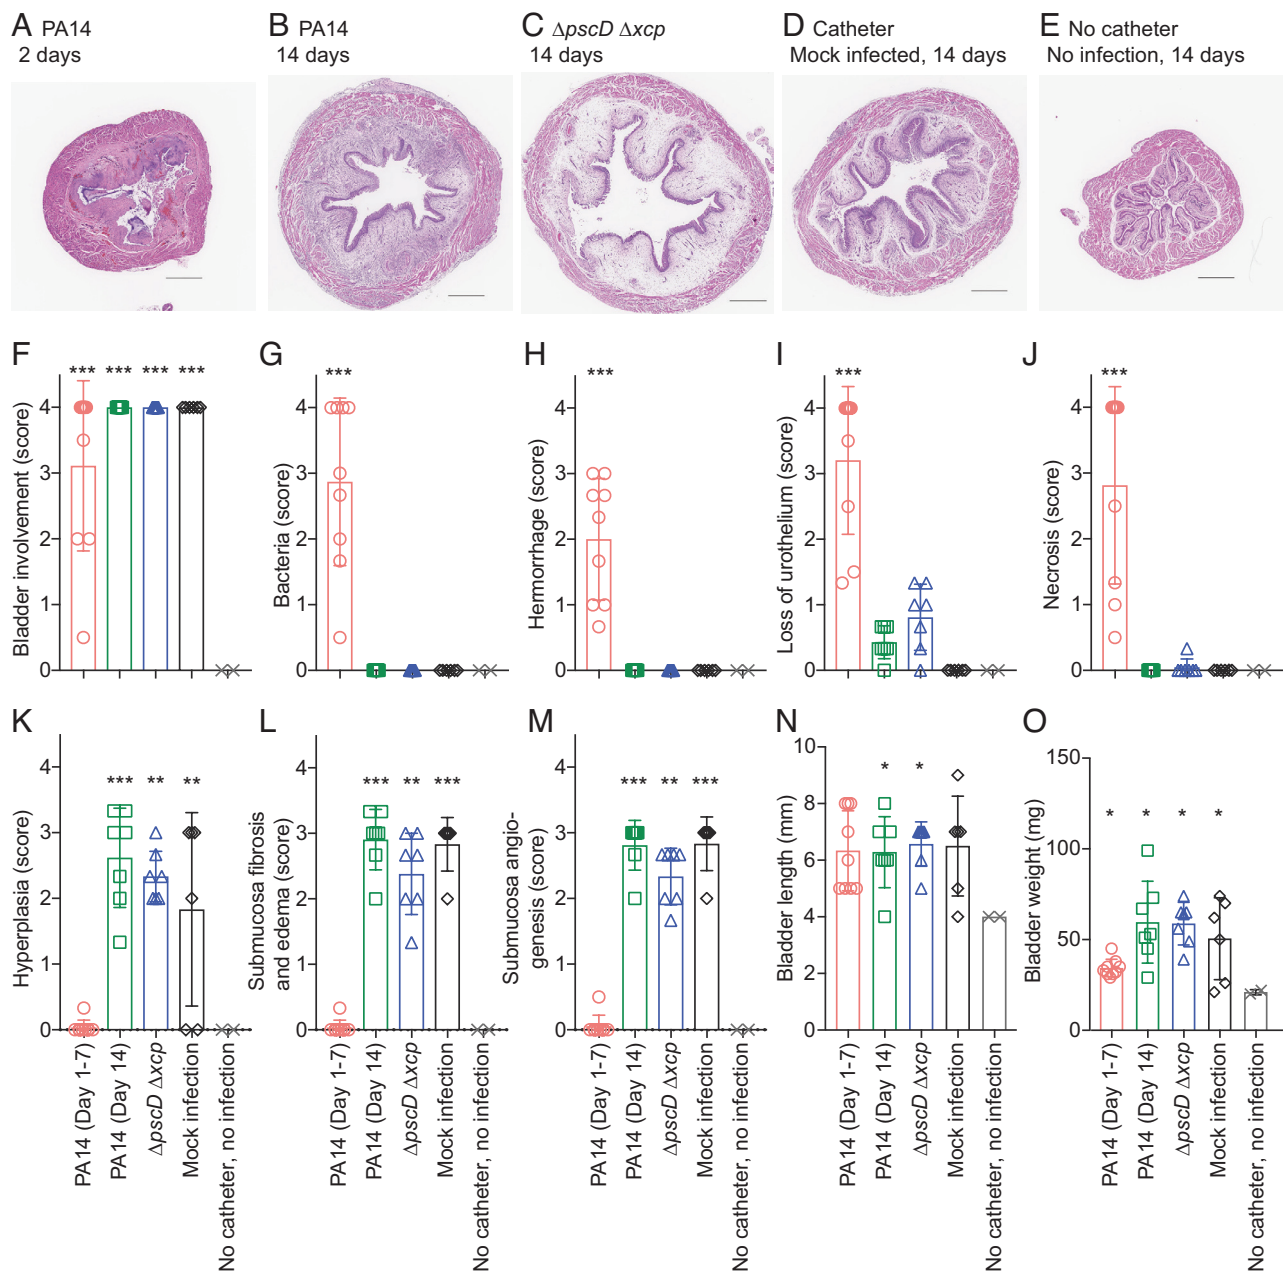 A PA14
2 days
B PA14
14 days
C ΔpscD Δxcp
14 days
D Catheter
Mock infected, 14 days
E No catheter
No infection, 14 days
F
***
***
***
***
Bladder involvement (score)
4
3
2
1
0
G
***
Bacteria (score)
4
3
2
1
0
H
***
Hermorrhage (score)
4
3
2
1
0
I
***
Loss of urothelium (score)
4
3
2
1
0
J
***
Necrosis (score)
4
3
2
1
0
K
***
**
**
Hyperplasia (score)
4
3
2
1
0
PA14 (Day 1-7)
PA14 (Day 14)
ΔpscD Δxcp
Mock infection
No catheter, no infection
L
***
**
***
Submucosa fibrosis
and edema (score)
4
3
2
1
0
PA14 (Day 1-7)
PA14 (Day 14)
ΔpscD Δxcp
Mock infection
No catheter, no infection
M
***
**
***
Submucosa angio-
genesis (score)
4
3
2
1
0
PA14 (Day 1-7)
PA14 (Day 14)
ΔpscD Δxcp
Mock infection
No catheter, no infection
N
*
*
Bladder length (mm)
10
8
6
4
2
0
PA14 (Day 1-7)
PA14 (Day 14)
ΔpscD Δxcp
Mock infection
No catheter, no infection
O
*
*
*
*
Bladder weight (mg)
150
100
50
0
PA14 (Day 1-7)
PA14 (Day 14)
ΔpscD Δxcp
Mock infection
No catheter, no infection